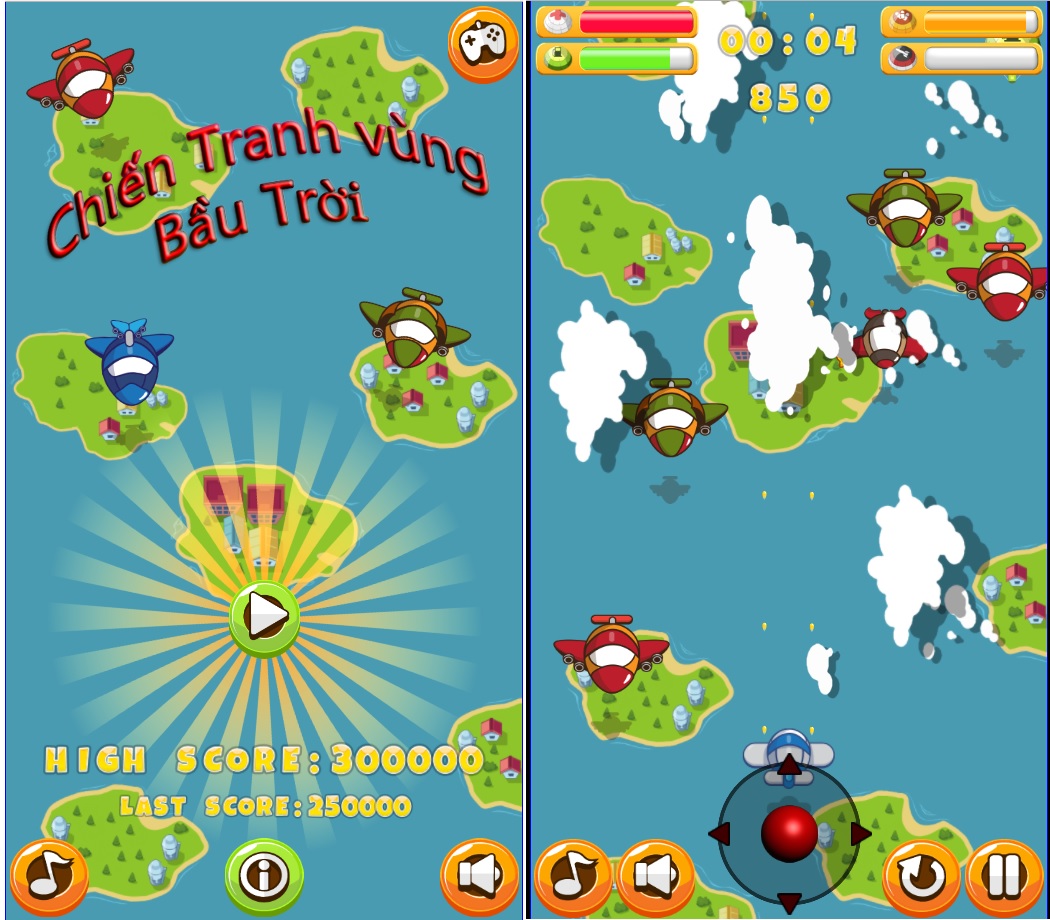 Chiến Tranh vùng
Bầu Trời
HIGH SCORE:300000
LAST SCORE:250000
00:04
850